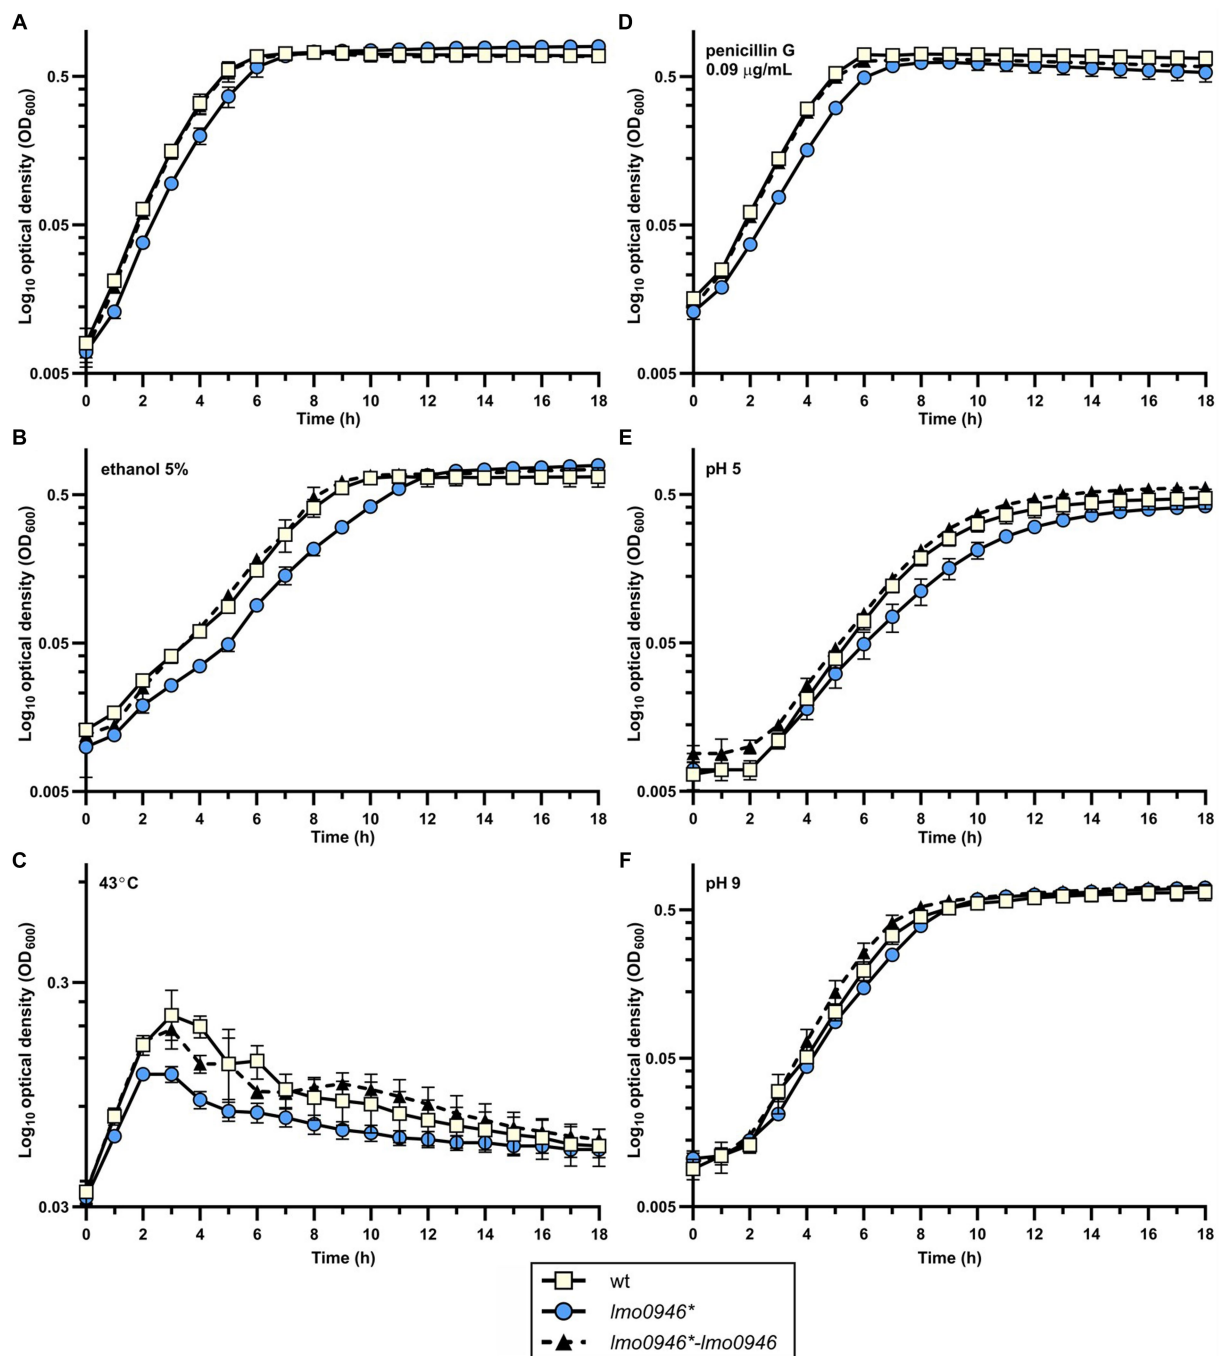 A
Log10 optical density (OD600)
0.5
0.05
0.005
0 2 4 6 8 10 12 14 16 18
Time (h)
D
penicillin G
0.09 µg/mL
Log10 optical density (OD600)
0.5
0.05
0.005
0 2 4 6 8 10 12 14 16 18
Time (h)
B
ethanol 5%
Log10 optical density (OD600)
0.5
0.05
0.005
0 2 4 6 8 10 12 14 16 18
Time (h)
E
pH 5
Log10 optical density (OD600)
0.5
0.05
0.005
0 2 4 6 8 10 12 14 16 18
Time (h)
C
43°C
Log10 optical density (OD600)
0.3
0.03
0 2 4 6 8 10 12 14 16 18
Time (h)
F
pH 9
Log10 optical density (OD600)
0.5
0.05
0.005
0 2 4 6 8 10 12 14 16 18
Time (h)
wt
lmo0946*
lmo0946*-lmo0946